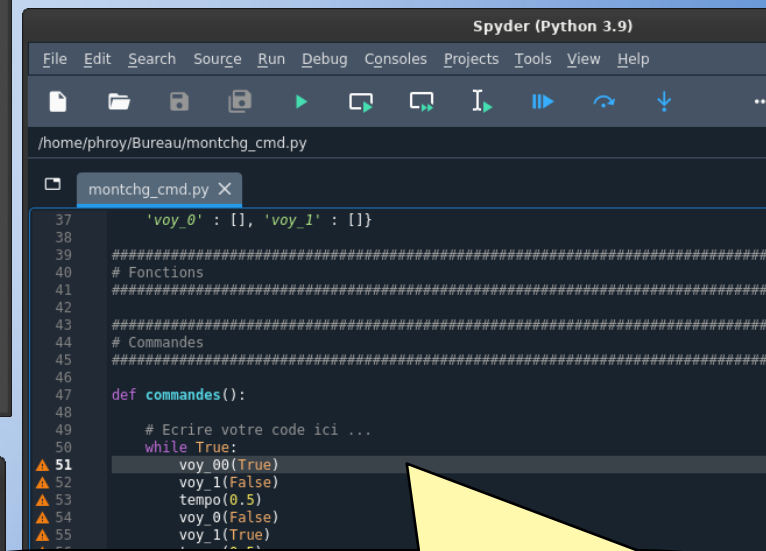 Spyder (Python 3.9)
File Edit Search Source Run Debug Consoles Projects Tools View Help
/home/phroy/Bureau/montchg_cmd.py
montchg_cmd.py
37 'voy_0' : [], 'voy_1' : []}
38
39 ##############################################################################
40 # Fonctions
41 ##############################################################################
42
43 ##############################################################################
44 # Commandes
45 ##############################################################################
46
47 def commandes():
48
49 # Ecrire votre code ici ...
50 while True:
51 voy_00(True)
52 voy_1(False)
53 tempo(0.5)
54 voy_0(False)
55 voy_1(True)